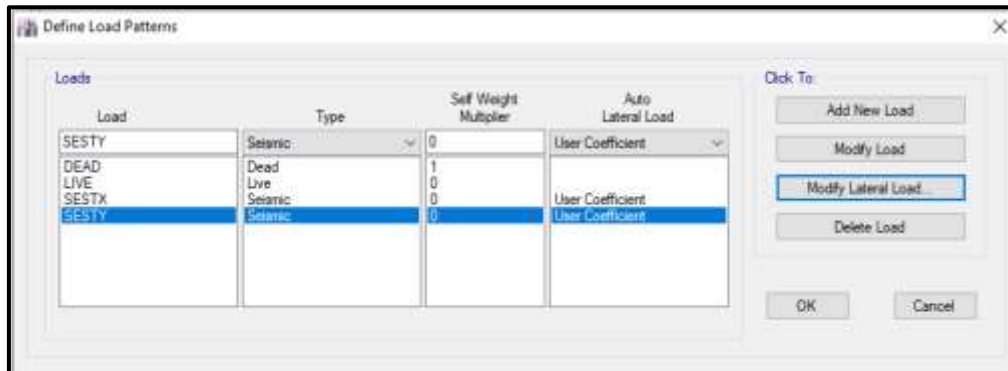 Define Load Patterns
Loads
Click To:
Load Type Self Weight Multiplier Auto Lateral Load
SESTY Seismic 0 User Coefficient
DEAD Dead 1
LIVE Live 0
SESTX Seismic 0 User Coefficient
SESTY Seismic 0 User Coefficient
Add New Load
Modify Load
Modify Lateral Load...
Delete Load
OK Cancel